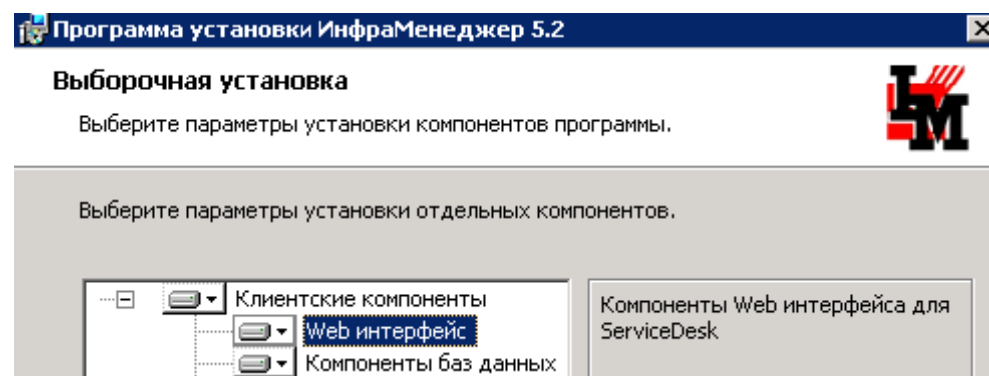 Программа установки ИнфраМенеджер 5.2
Выборочная установка
Выберите параметры установки компонентов программы.
IM
Выберите параметры установки отдельных компонентов.
Клиентские компоненты
Web интерфейс
Компоненты баз данных
Компоненты Web интерфейса для
ServiceDesk